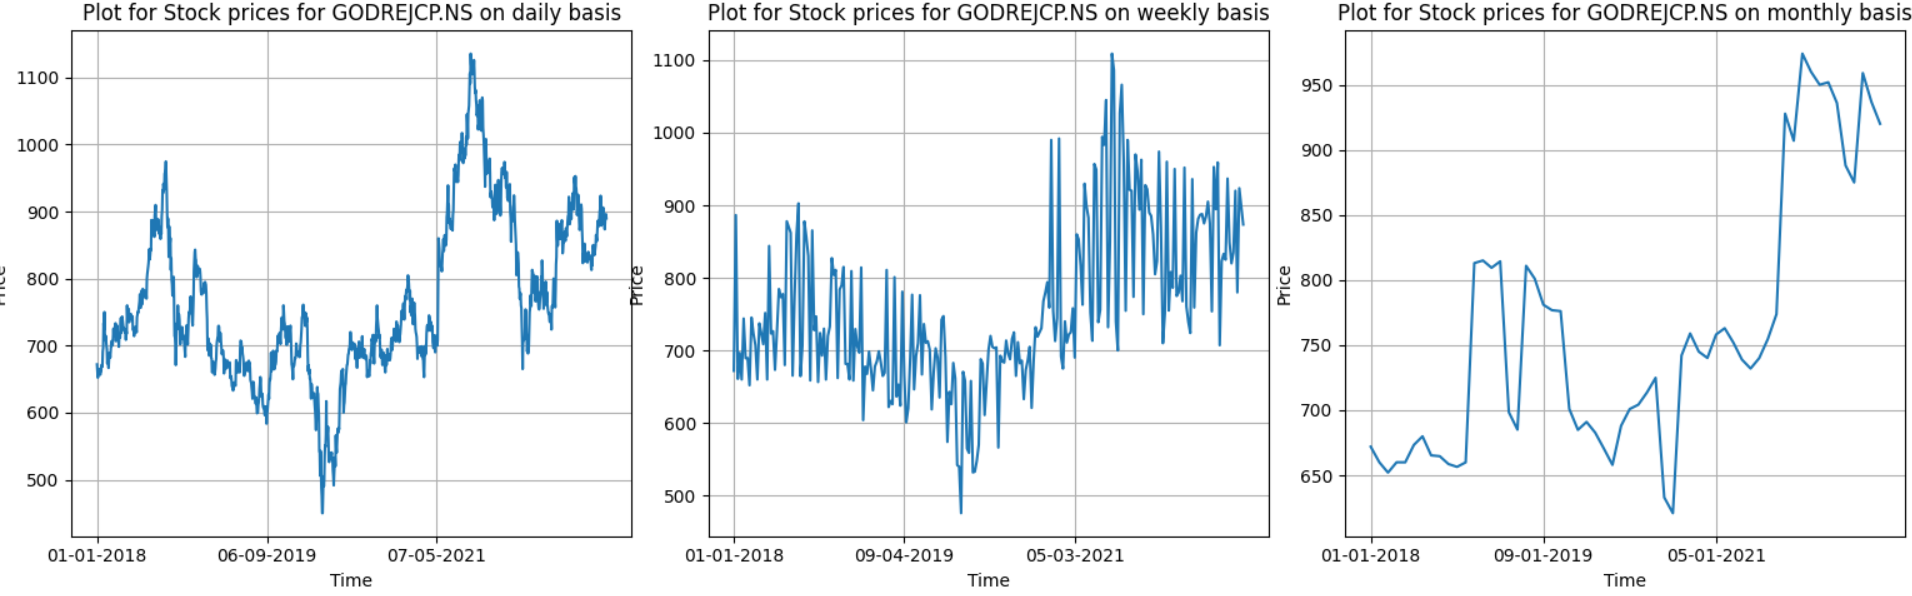 Plot for Stock prices for GODREJCP.NS on daily basis
1100
1000
900
800
700
600
500
01-01-2018 06-09-2019 07-05-2021
Time
Plot for Stock prices for GODREJCP.NS on weekly basis
Price
1100
1000
900
800
700
600
500
01-01-2018 09-04-2019 05-03-2021
Time
Plot for Stock prices for GODREJCP.NS on monthly basis
Price
950
900
850
800
750
700
650
01-01-2018 09-01-2019 05-01-2021
Time